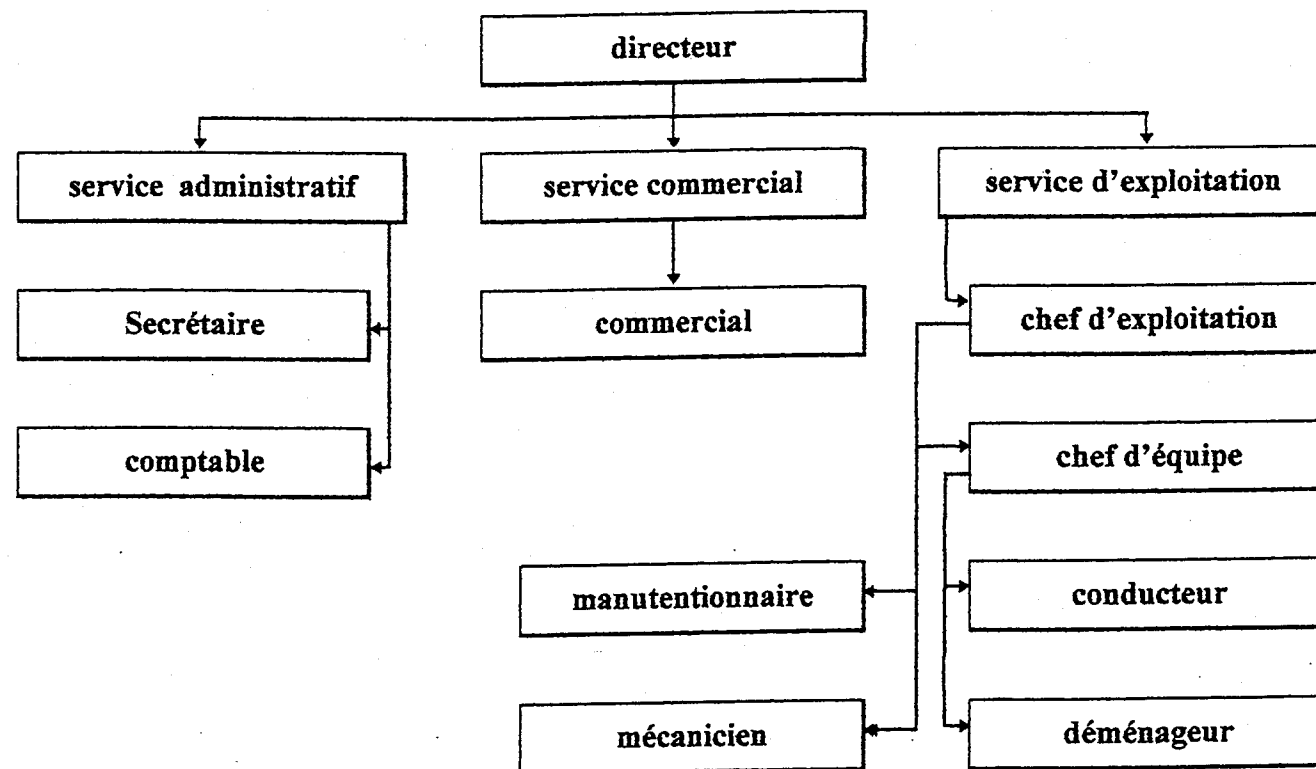 directeur
service administratif
service commercial
service d'exploitation
Secrétaire
commercial
chef d'exploitation
comptable
chef d'équipe
manutentionnaire
conducteur
mécanicien
déménageur